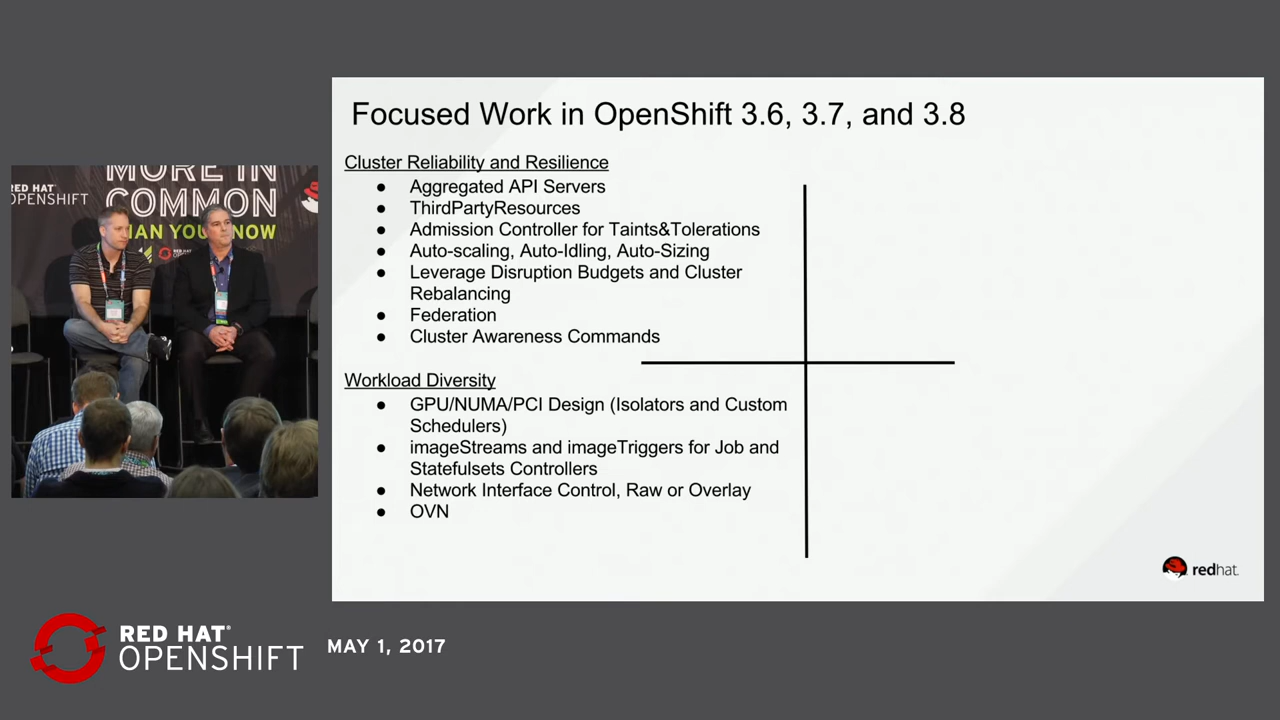 Focused Work in OpenShift 3.6, 3.7, and 3.8
Cluster Reliability and Resilience
● Aggregated API Servers
● ThirdPartyResources
● Admission Controller for Taints&Tolerations
● Auto-scaling, Auto-Idling, Auto-Sizing
● Leverage Disruption Budgets and Cluster
Rebalancing
● Federation
● Cluster Awareness Commands
Workload Diversity
● GPU/NUMA/PCI Design (Isolators and Custom
Schedulers)
● imageStreams and imageTriggers for Job and
Statefulsets Controllers
● Network Interface Control, Raw or Overlay
● OVN
redhat.
MORE IN
COMMON
RED HAT
OPENSHIFT
RED HAT®
OPENSHIFT
MAY 1, 2017